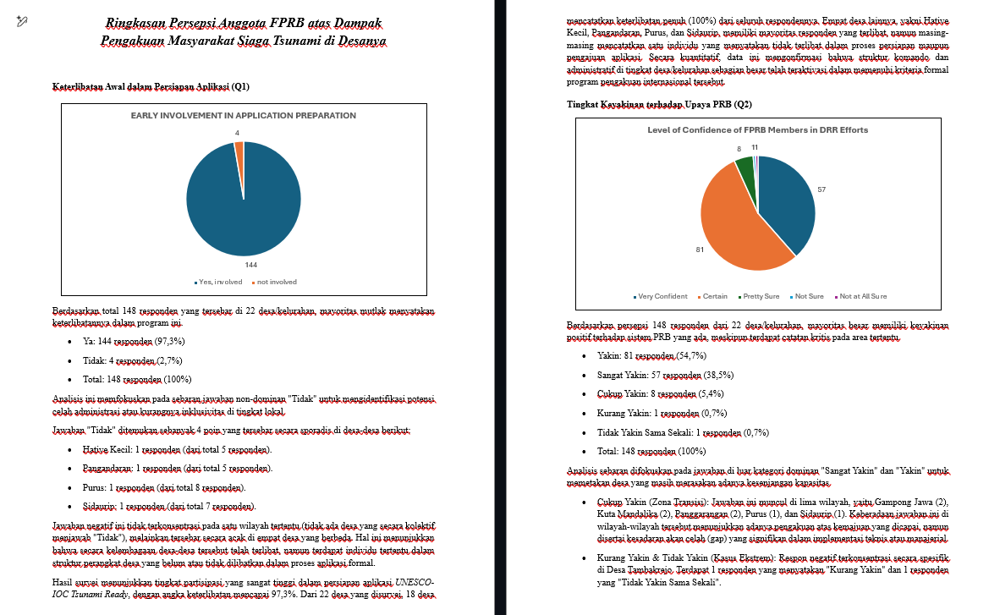 Ringkasan Persepsi Anggota FPRB atas Dampak
Pengakuan Masyarakat Siaga Tsunami di Desanya
Keterlibatan Awal dalam Persiapan Aplikasi (Q1)
EARLY INVOLVEMENT IN APPLICATION PREPARATION
4
144
Yes, involved
not involved
Berdasarkan total 148 responden yang tersebar di 22 desa/kelurahan, mayoritas mutlak menyatakan
keterlibatannya dalam program ini.
• Ya: 144 responden (97,3%)
• Tidak: 4 responden (2,7%)
• Total: 148 responden (100%)
Analisis ini memfokuskan pada sebaran jawaban non-dominan "Tidak" untuk mengidentifikasi potensi
celah administrasi atau kurangnya inklusivitas di tingkat lokal.
Jawaban "Tidak" ditemukan sebanyak 4 poin yang tersebar secara sporadis di desa-desa berikut:
• Hative Kecil: 1 responden (dari total 5 responden).
• Pangandaran: 1 responden (dari total 5 responden).
• Purus: 1 responden (dari total 8 responden).
• Sidaurip: 1 responden (dari total 7 responden).
Jawaban negatif ini tidak terkonsentrasi pada satu wilayah tertentu (tidak ada desa yang secara kolektif
menjawab "Tidak"), melainkan tersebar secara acak di empat desa yang berbeda. Hal ini menunjukkan
bahwa secara kelembagaan desa-desa tersebut telah terlibat, namun terdapat individu tertentu dalam
struktur perangkat desa yang belum atau tidak dilibatkan dalam proses aplikasi formal.
Hasil survei menunjukkan tingkat partisipasi yang sangat tinggi dalam persiapan aplikasi UNESCO-
IOC Tsunami Ready, dengan angka keterlibatan mencapai 97,3%. Dari 22 desa yang disurvei, 18 desa
mencatatkan keterlibatan penuh (100%) dari seluruh respondennya. Empat desa lainnya, yakni Hative
Kecil, Pangandaran, Purus, dan Sidaurip, memiliki mayoritas responden yang terlibat, namun masing-
masing mencatatkan satu individu yang menyatakan tidak terlibat dalam proses persiapan maupun
pengajuan aplikasi. Secara kuantitatif, data ini mengonfirmasi bahwa struktur komando dan
administratif di tingkat desa/kelurahan sebagian besar telah teraktivasi dalam memenuhi kriteria formal
program pengakuan internasional tersebut.
Tingkat Keyakinan terhadap Upaya PRB (Q2)
Level of Confidence of FPRB Members in DRR Efforts
8
1 1
57
81
Very Confident
Certain
Pretty Sure
Not Sure
Not at All Sure
Berdasarkan persepsi 148 responden dari 22 desa/kelurahan, mayoritas besar memiliki keyakinan
positif terhadap sistem PRB yang ada, meskipun terdapat catatan kritis pada area tertentu.
• Yakin: 81 responden (54,7%)
• Sangat Yakin: 57 responden (38,5%)
• Cukup Yakin: 8 responden (5,4%)
• Kurang Yakin: 1 responden (0,7%)
• Tidak Yakin Sama Sekali: 1 responden (0,7%)
• Total: 148 responden (100%)
Analisis sebaran difokuskan pada jawaban di luar kategori dominan "Sangat Yakin" dan "Yakin" untuk
memetakan desa yang masih merasakan adanya kesenjangan kapasitas.
• Cukup Yakin (Zona Transisi): Jawaban ini muncul di lima wilayah, yaitu Gampong Jawa (2),
Kuta Mandalika (2), Panggarangan (2), Purus (1), dan Sidaurip (1). Keberadaan jawaban ini di
wilayah-wilayah tersebut menunjukkan adanya pengakuan atas kemajuan yang dicapai, namun
disertai kesadaran akan celah (gap) yang signifikan dalam implementasi teknis atau manajerial.
• Kurang Yakin & Tidak Yakin (Kasus Ekstrem): Respon negatif terkonsentrasi secara spesifik
di Desa Tambakrejo. Terdapat 1 responden yang menyatakan "Kurang Yakin" dan 1 responden
yang "Tidak Yakin Sama Sekali".